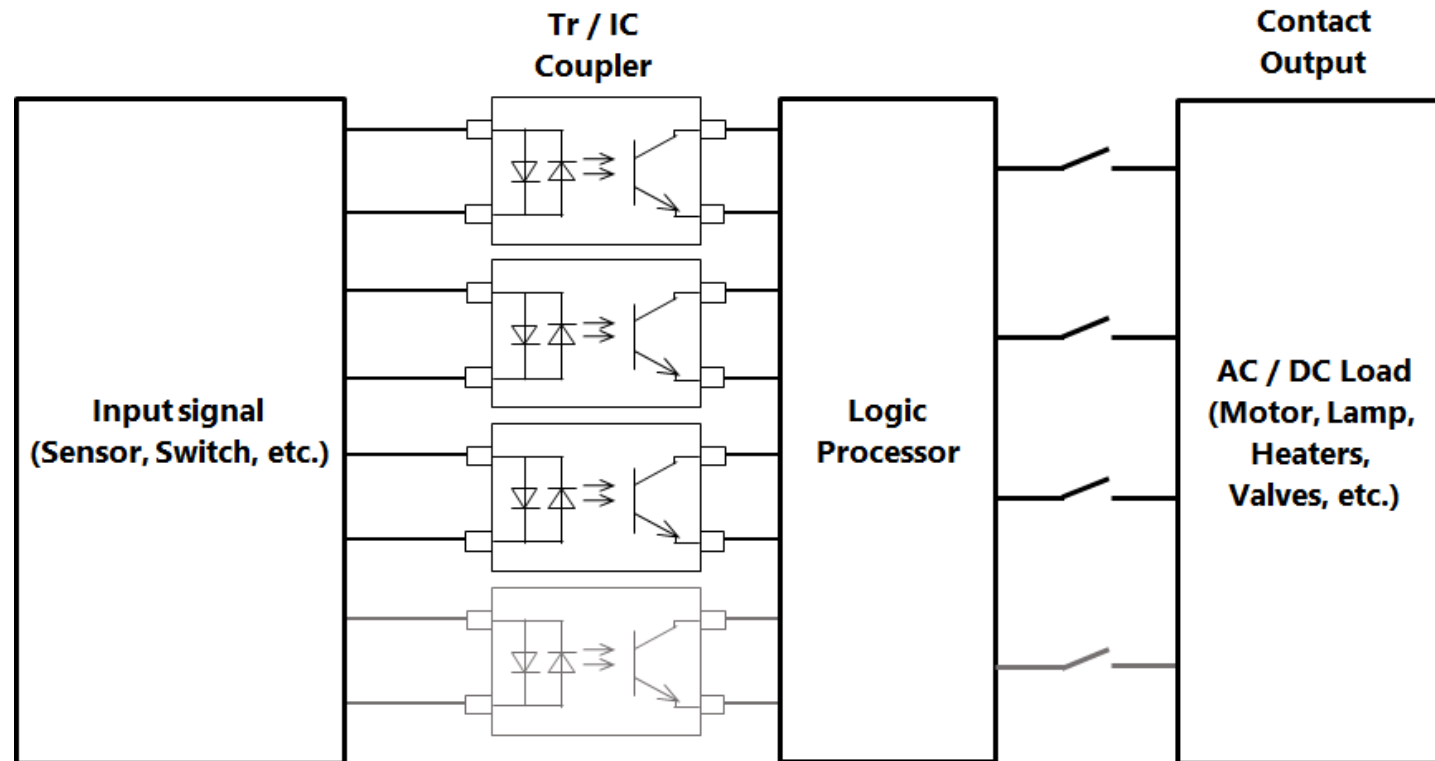 Tr / IC
Coupler
Contact
Output
Input signal
(Sensor, Switch, etc.)
Logic
Processor
AC / DC Load
(Motor, Lamp,
Heaters,
Valves, etc.)